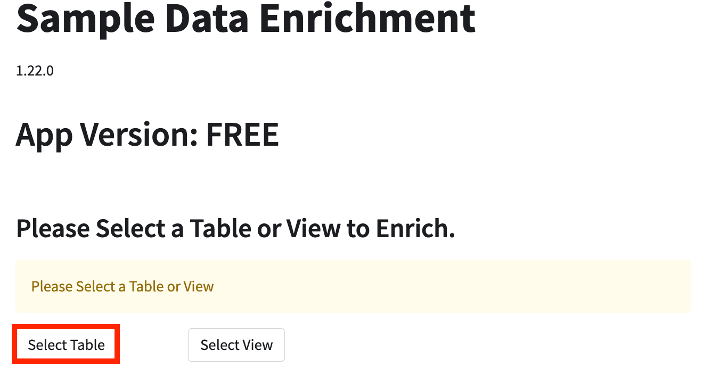 Sample Data Enrichment
1.22.0
App Version: FREE
Please Select a Table or View to Enrich.
Please Select a Table or View
Select Table
Select View